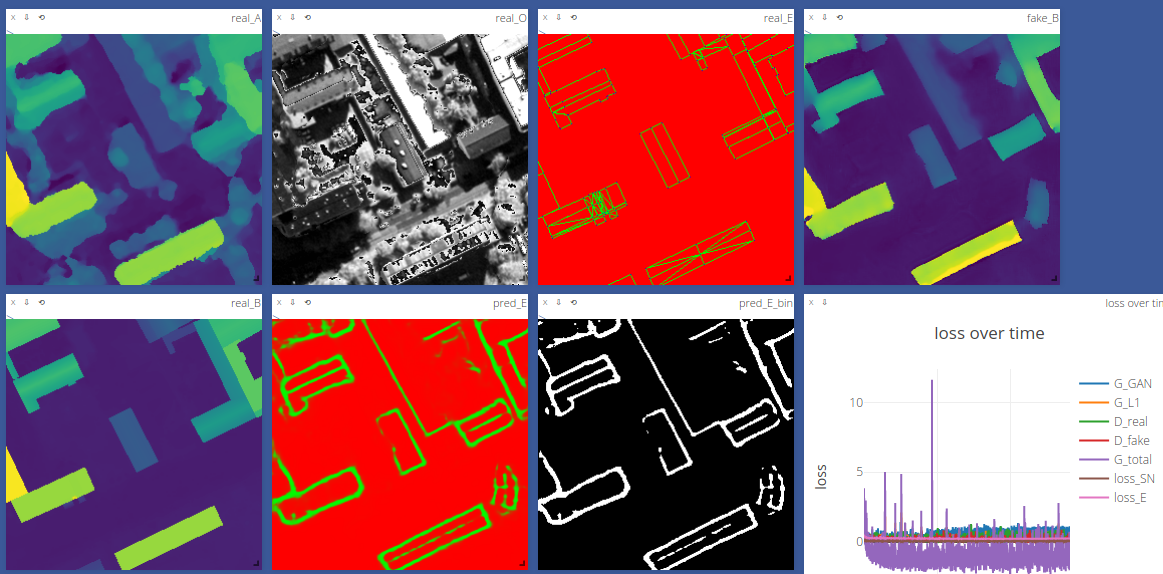 X ⇩ ⟲ real_A
X ⇩ ⟲ real_O
X ⇩ ⟲ real_E
X ⇩ ⟲ fake_B
X ⇩ ⟲ real_B
X ⇩ ⟲ pred_E
X ⇩ ⟲ pred_E_bin
X ⇩ loss over tir
loss over time
loss
10
5
0
G_GAN
G_L1
D_real
D_fake
G_total
loss_SN
loss_E